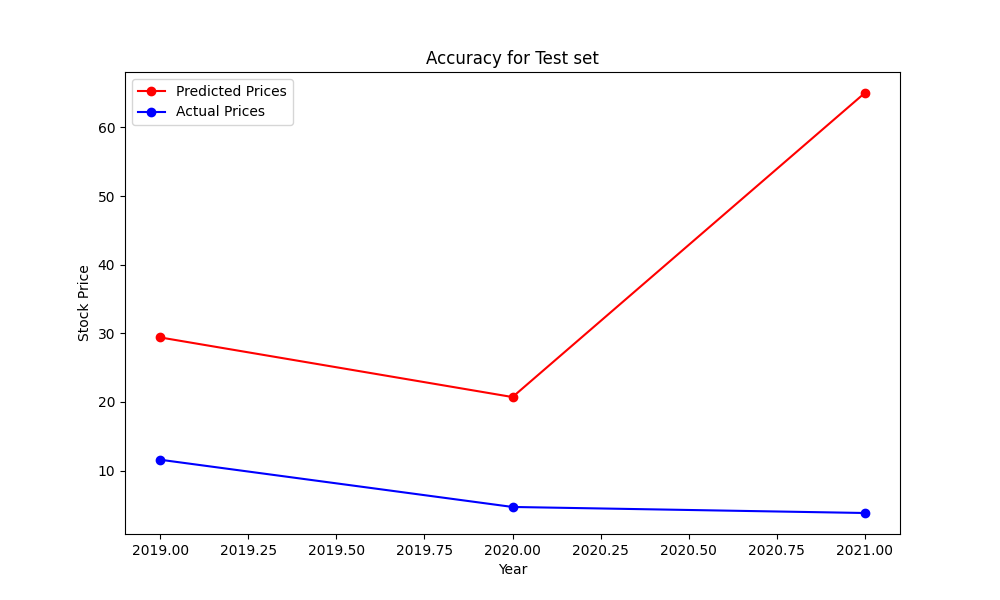 Accuracy for Test set
Predicted Prices
Actual Prices
60
50
40
30
20
10
Stock Price
2019.00 2019.25 2019.50 2019.75 2020.00 2020.25 2020.50 2020.75 2021.00
Year